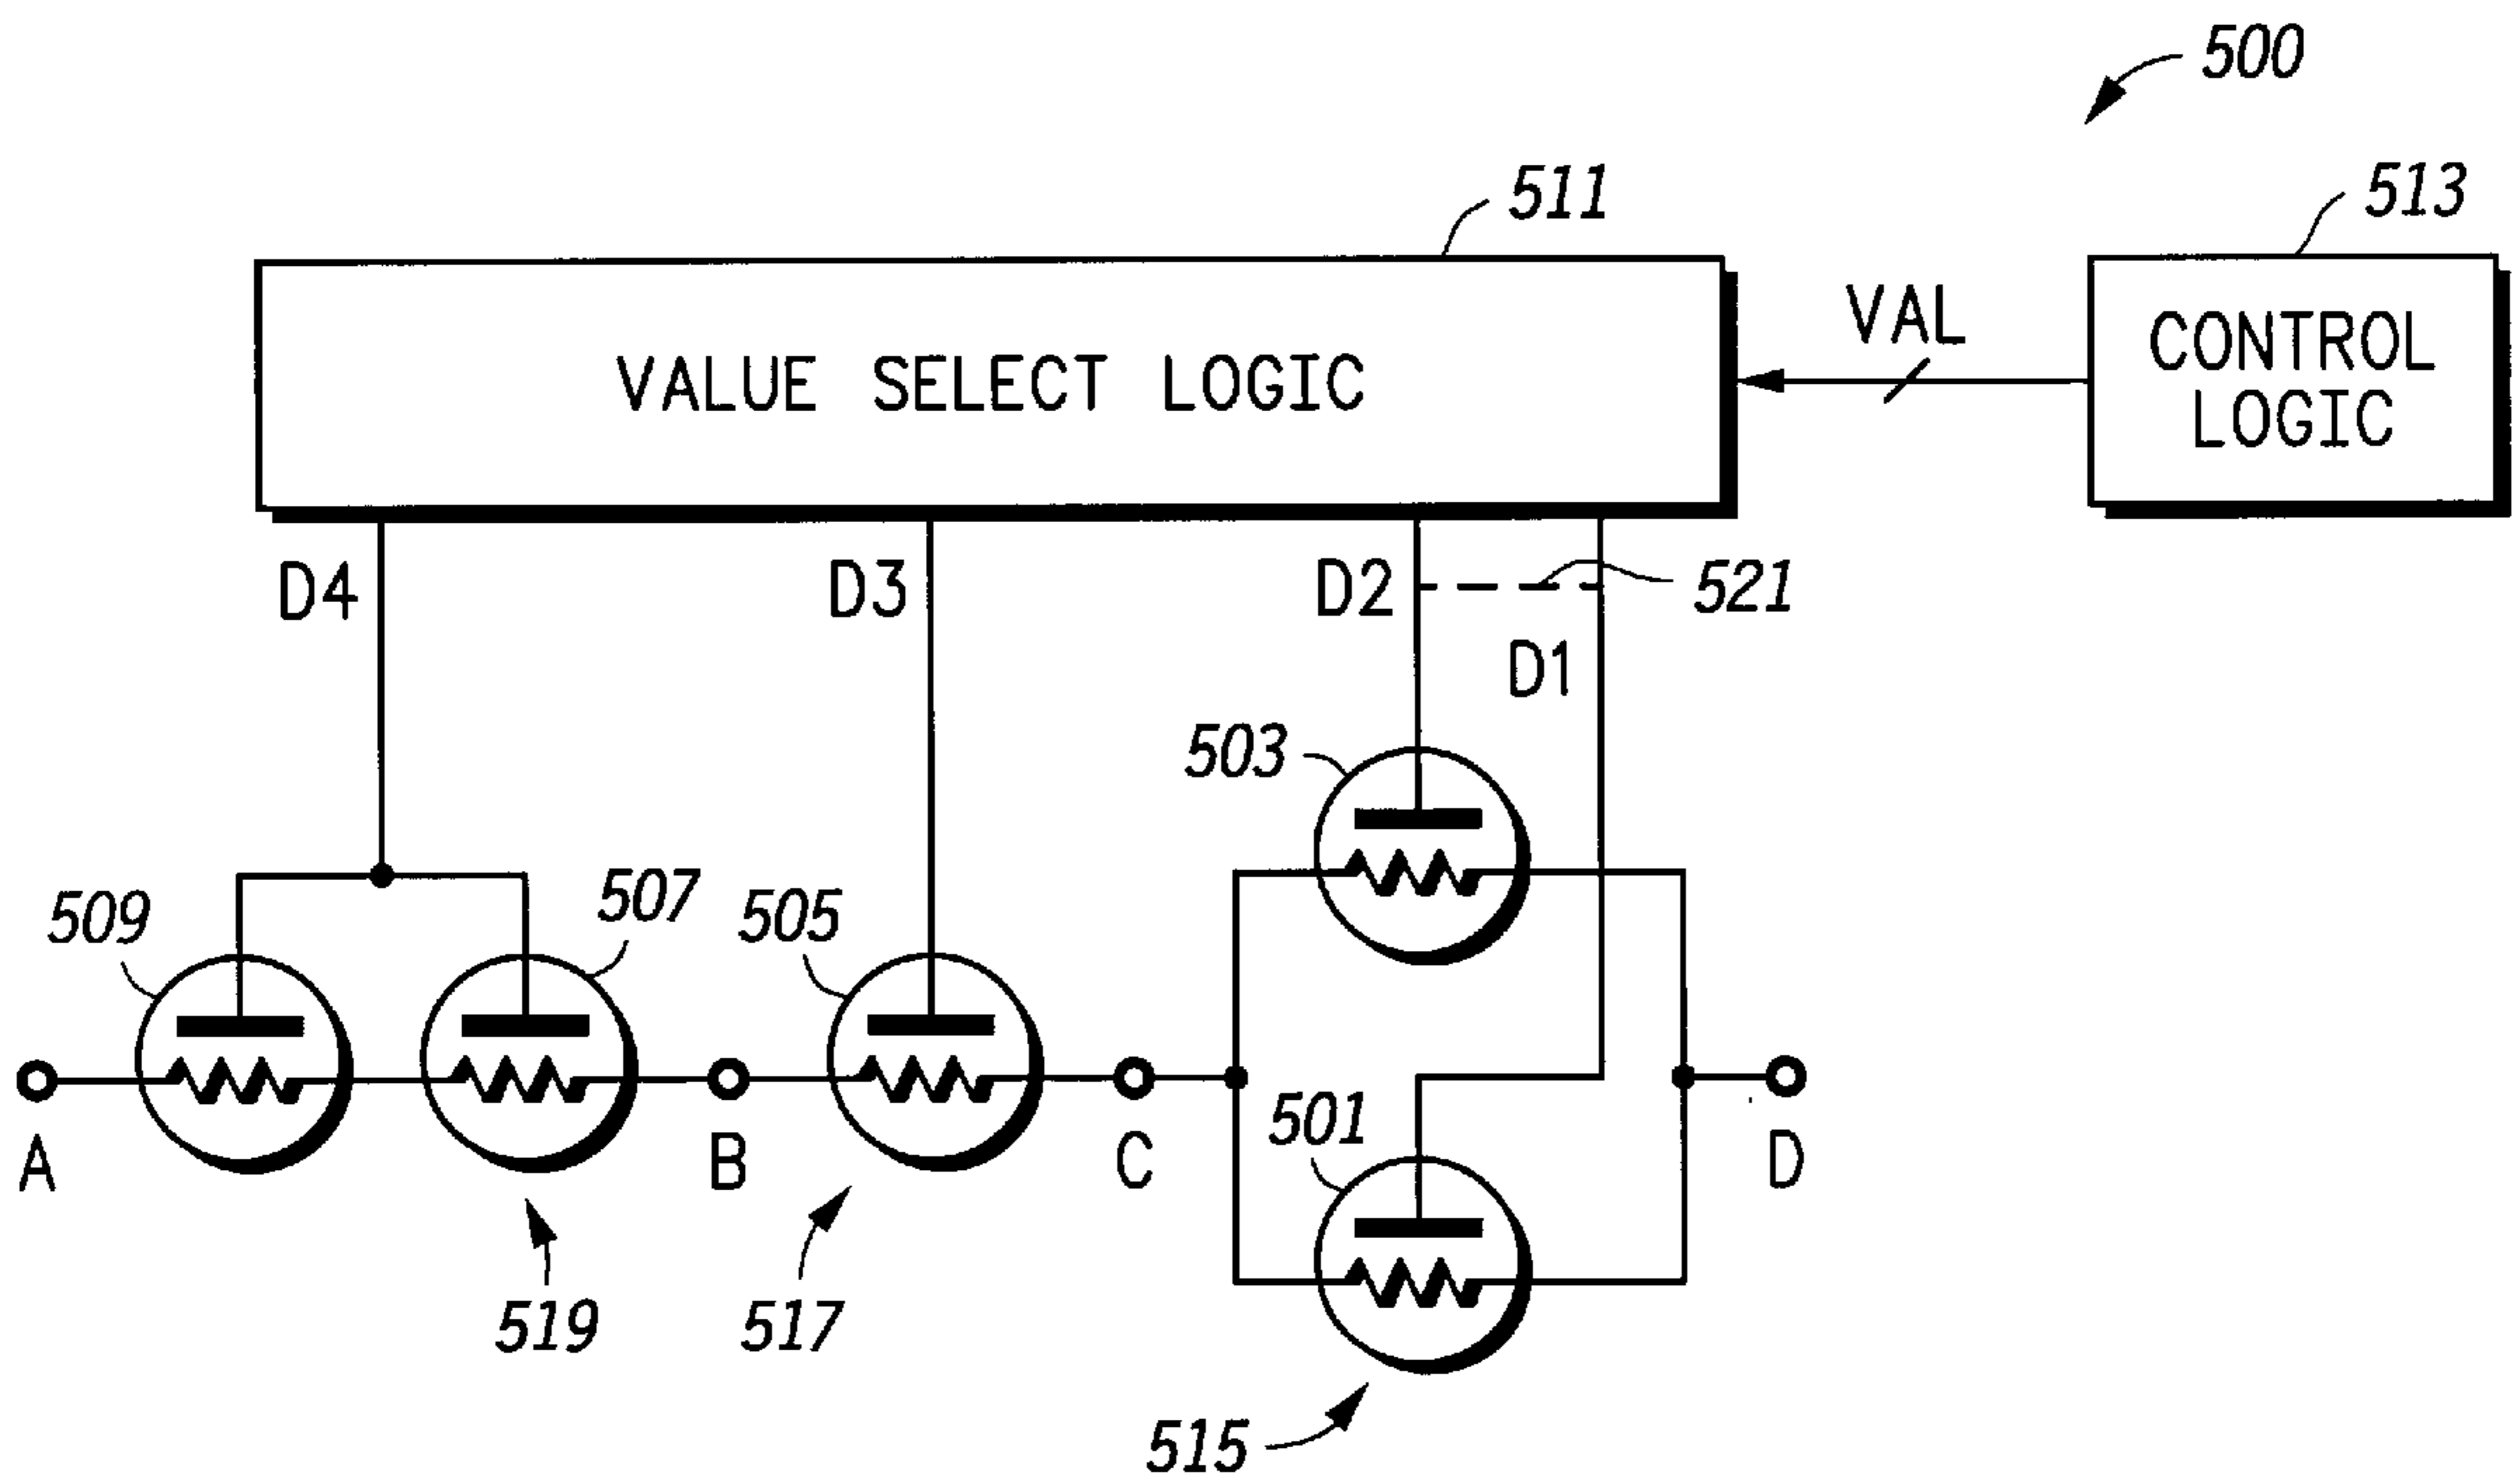 500
511
513
VAL
CONTROL
LOGIC
VALUE SELECT LOGIC
D4
D3
D2
521
D1
503
509
507
505
501
A
B
C
D
519
517
515